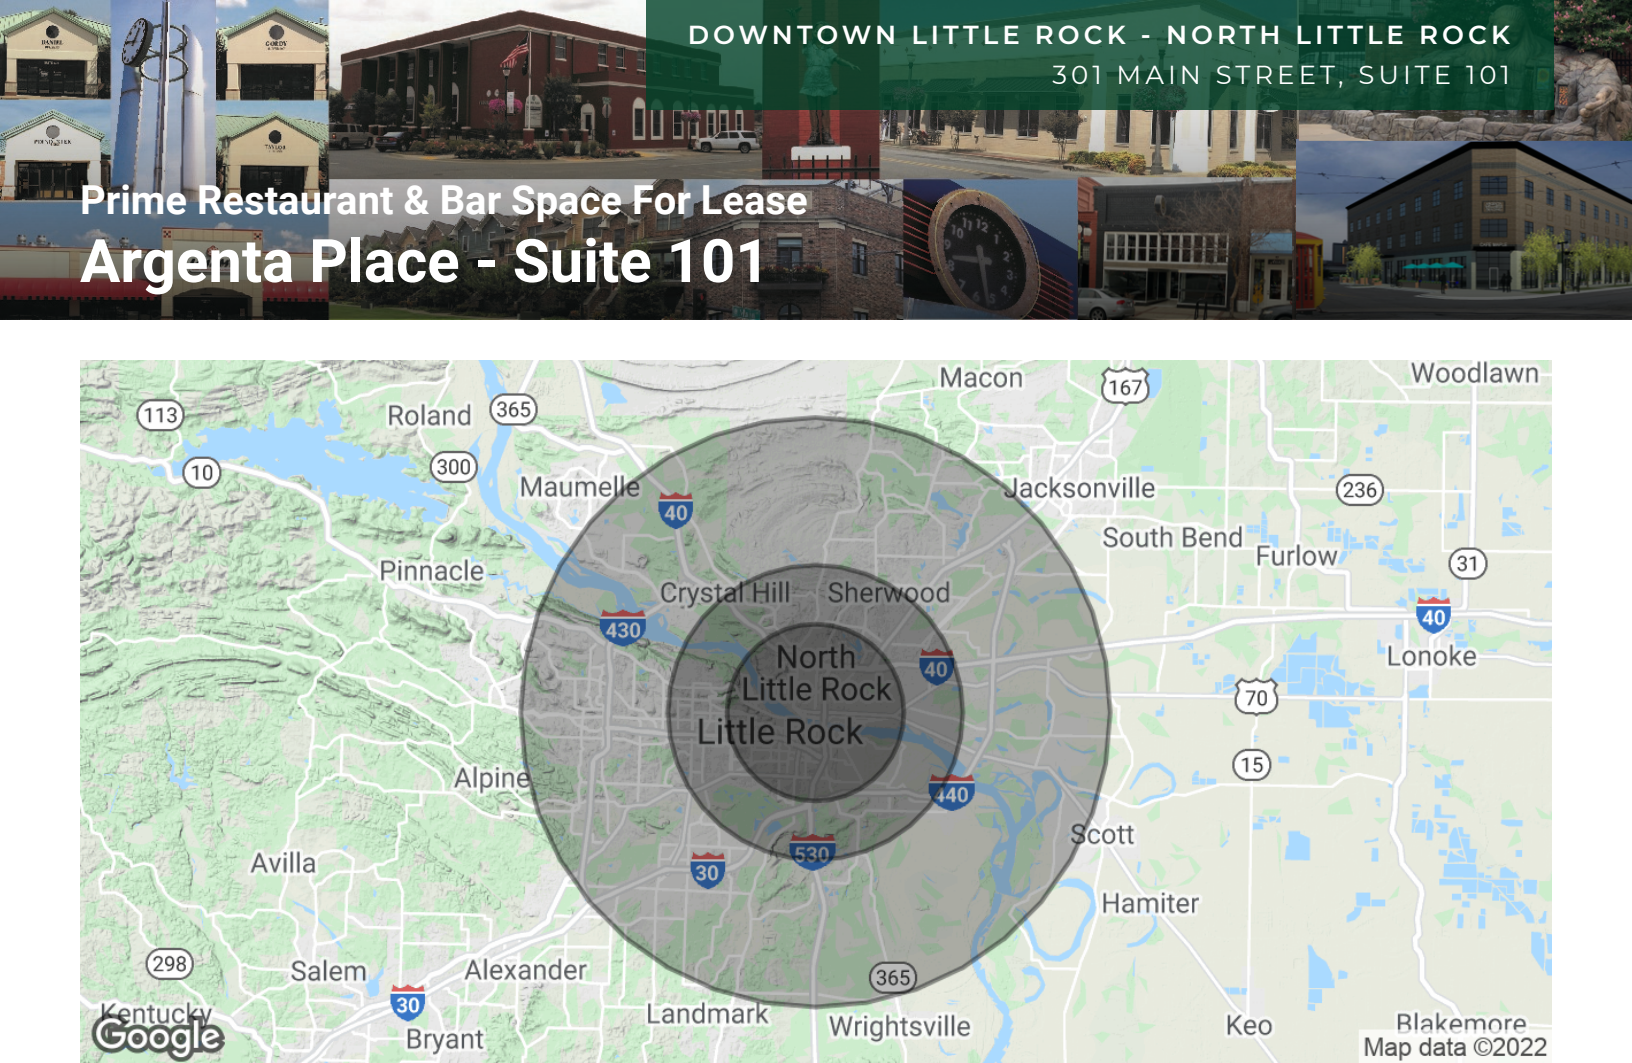 DOWNTOWN LITTLE ROCK - NORTH LITTLE ROCK
301 MAIN STREET, SUITE 101
DANIEL
GORDY
TAYLOR
Prime Restaurant & Bar Space For Lease
Argenta Place - Suite 101
Macon
167
Woodlawn
113
Roland
365
10
300
Maumelle
40
Jacksonville
236
South Bend
Furlow
31
Pinnacle
Crystal Hill
Sherwood
430
40
40
Lonoke
North
Little Rock
Little Rock
70
Alpine
440
15
Scott
Avilla
30
530
Hamiter
298
Salem
Alexander
365
30
Kentucky
Landmark
Wrightsville
Keo
Blakemore
Google
Bryant
Map data ©2022